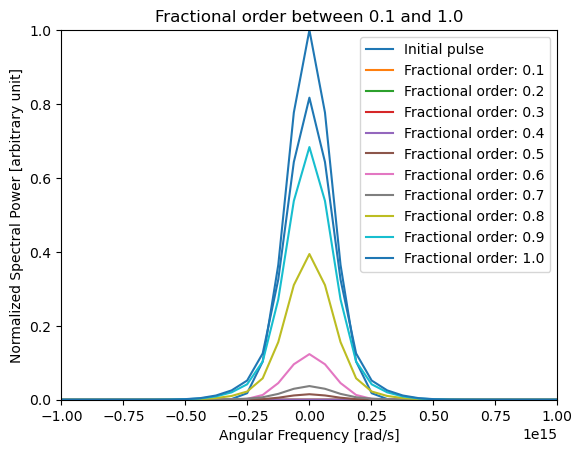 Fractional order between 0.1 and 1.0
Normalized Spectral Power [arbitrary unit]
1.0
0.8
0.6
0.4
0.2
0.0
Initial pulse
Fractional order: 0.1
Fractional order: 0.2
Fractional order: 0.3
Fractional order: 0.4
Fractional order: 0.5
Fractional order: 0.6
Fractional order: 0.7
Fractional order: 0.8
Fractional order: 0.9
Fractional order: 1.0
−1.00 −0.75 −0.50 −0.25 0.00 0.25 0.50 0.75 1.00
Angular Frequency [rad/s]
1e15